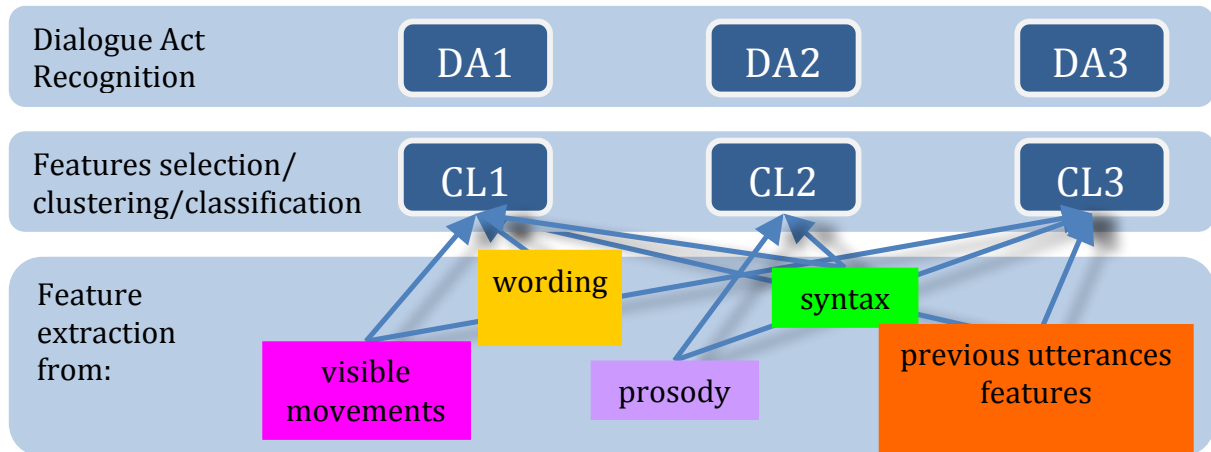 Dialogue Act
Recognition
DA1
DA2
DA3
Features selection/
clustering/classification
CL1
CL2
CL3
Feature
extraction
from:
wording
syntax
visible
movements
prosody
previous utterances
features